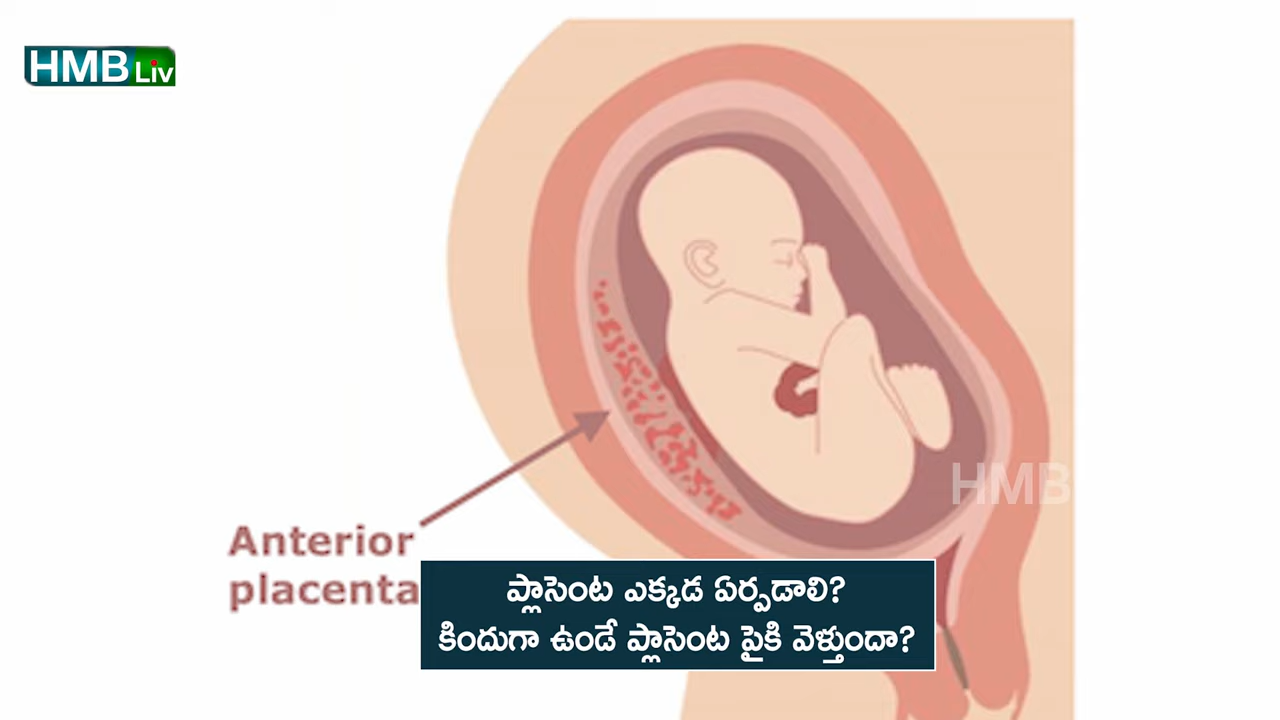 HMB Liv
HMB
Anterior
placenta
ప్లాసెంట ఎక్కడ ఏర్పడాలి?
కిందుగా ఉండే ప్లాసెంట పైకి వెళ్తుందా?